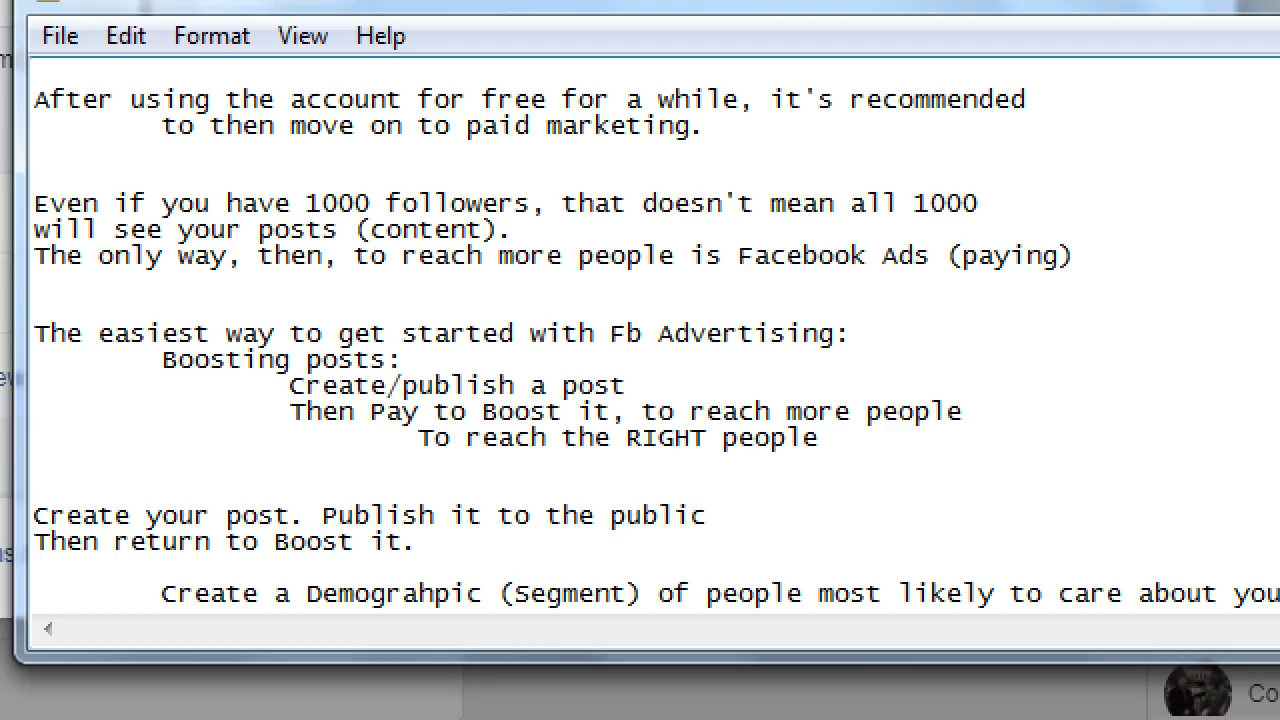 File Edit Format View Help
After using the account for free for a while, it's recommended
to then move on to paid marketing.
Even if you have 1000 followers, that doesn't mean all 1000
will see your posts (content).
The only way, then, to reach more people is Facebook Ads (paying)
The easiest way to get started with Fb Advertising:
Boosting posts:
Create/publish a post
Then Pay to Boost it, to reach more people
To reach the RIGHT people
Create your post. Publish it to the public
Then return to Boost it.
Create a Demograhpic (Segment) of people most likely to care about you